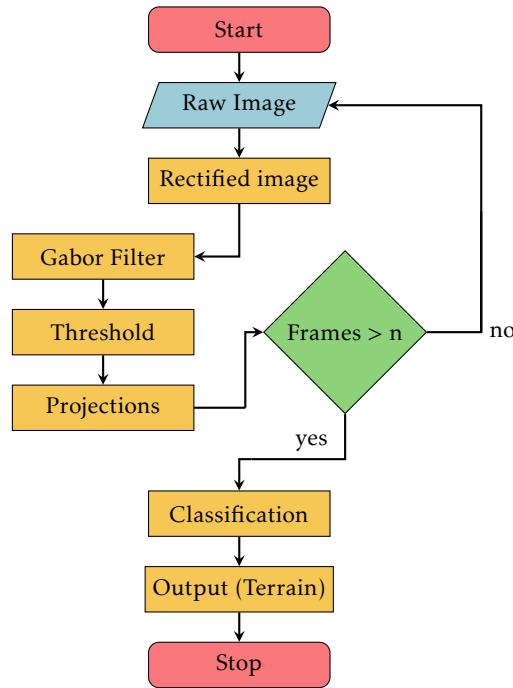 Start
Raw Image
Rectified image
Gabor Filter
Threshold
Projections
Frames > n
no
yes
Classification
Output (Terrain)
Stop